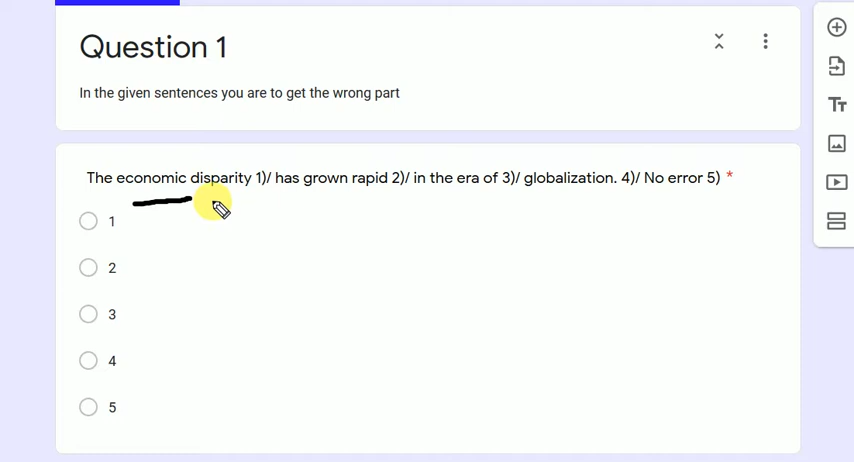 Question 1
In the given sentences you are to get the wrong part
The economic disparity 1)/ has grown rapid 2)/ in the era of 3)/ globalization. 4)/ No error 5) *
1
2
3
4
5
Tт